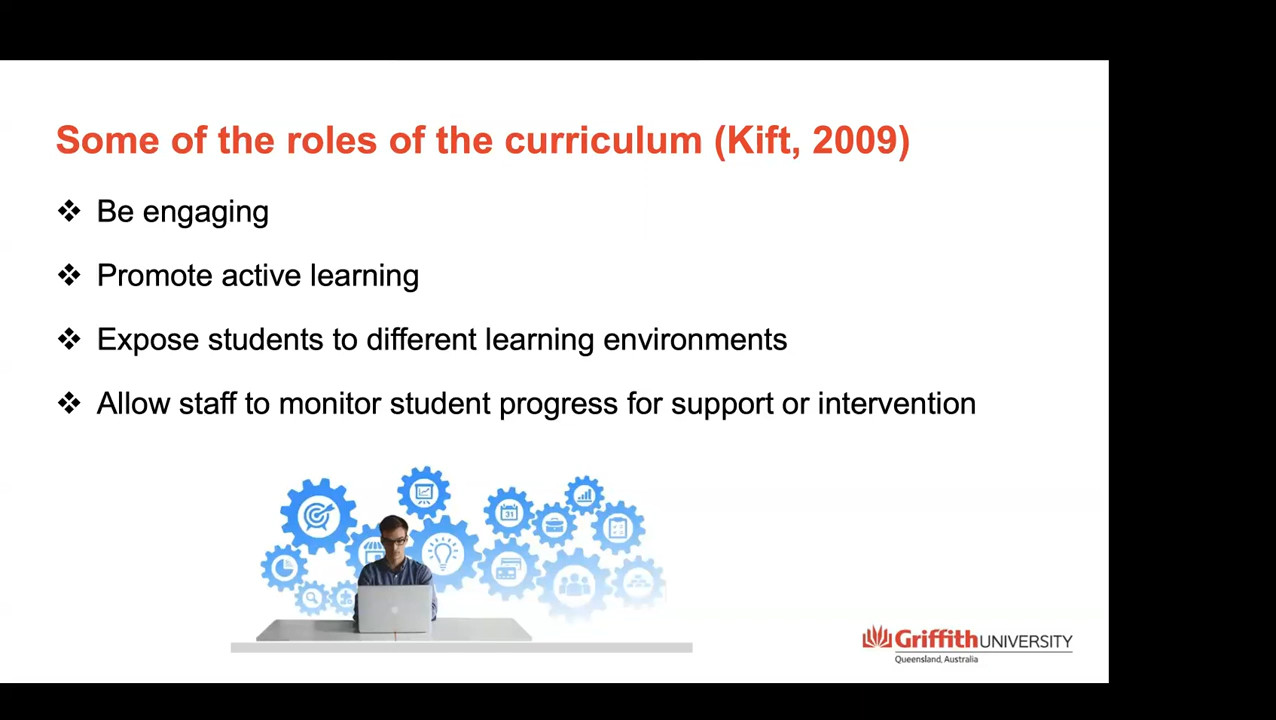 Some of the roles of the curriculum (Kift, 2009)
❖ Be engaging
❖ Promote active learning
❖ Expose students to different learning environments
❖ Allow staff to monitor student progress for support or intervention
31
Griffith UNIVERSITY
Queensland, Australia